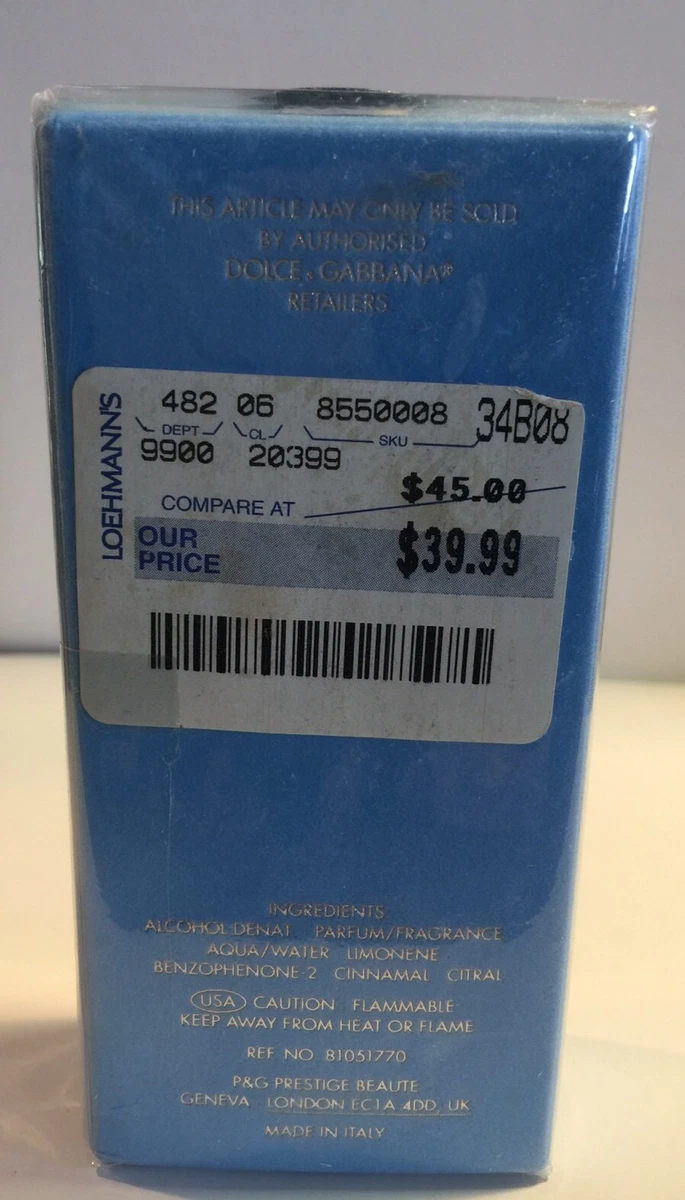 THIS ARTICLE MAY ONLY BE SOLD
BY AUTHORISED
DOLCE & GABBANA®
RETAILERS
LOEHMANN'S
482 06 8550008 34B08
DEPT CL SKU
9900 20399
$45.00
COMPARE AT
OUR
PRICE
$39.99
INGREDIENTS
ALCOHOL DENAT PARFUM/FRAGRANCE
AQUA/WATER LIMONENE
BENZOPHENONE-2 CINNAMAL CITRAL
USA CAUTION FLAMMABLE
KEEP AWAY FROM HEAT OR FLAME
REF NO 81051770
P&G PRESTIGE BEAUTE
GENEVA LONDON EC1A 4DD, UK
MADE IN ITALY